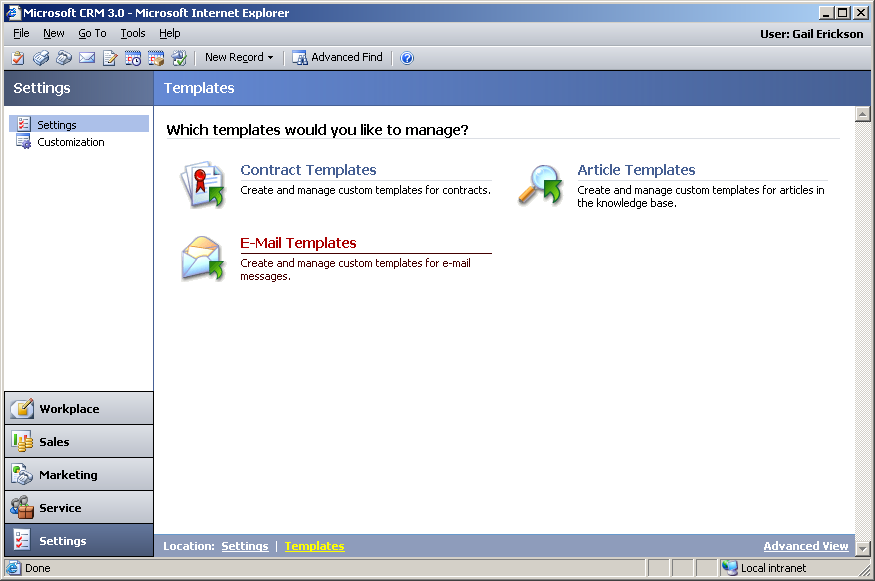 Microsoft CRM 3.0 - Microsoft Internet Explorer
File New Go To Tools Help User: Gail Erickson
New Record Advanced Find
Settings Templates
Settings
Customization
Which templates would you like to manage?
Contract Templates
Create and manage custom templates for contracts.
Article Templates
Create and manage custom templates for articles in
the knowledge base.
E-Mail Templates
Create and manage custom templates for e-mail
messages.
Workplace
Sales
Marketing
Service
Settings
Location: Settings | Templates Advanced View
Done Local intranet